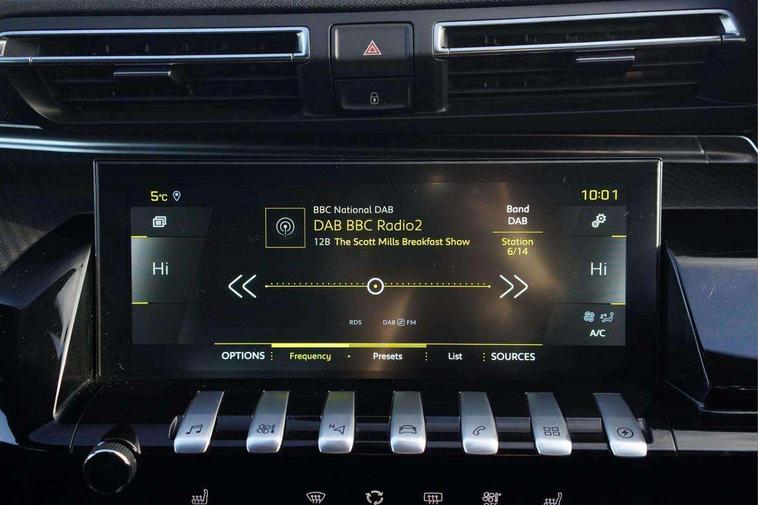 5°C
10:01
BBC National DAB
DAB BBC Radio2
12B The Scott Mills Breakfast Show
Band
DAB
Station
6/14
Hi
Hi
RDS DAB FM
A/C
OPTIONS Frequency Presets List SOURCES
N
OFF